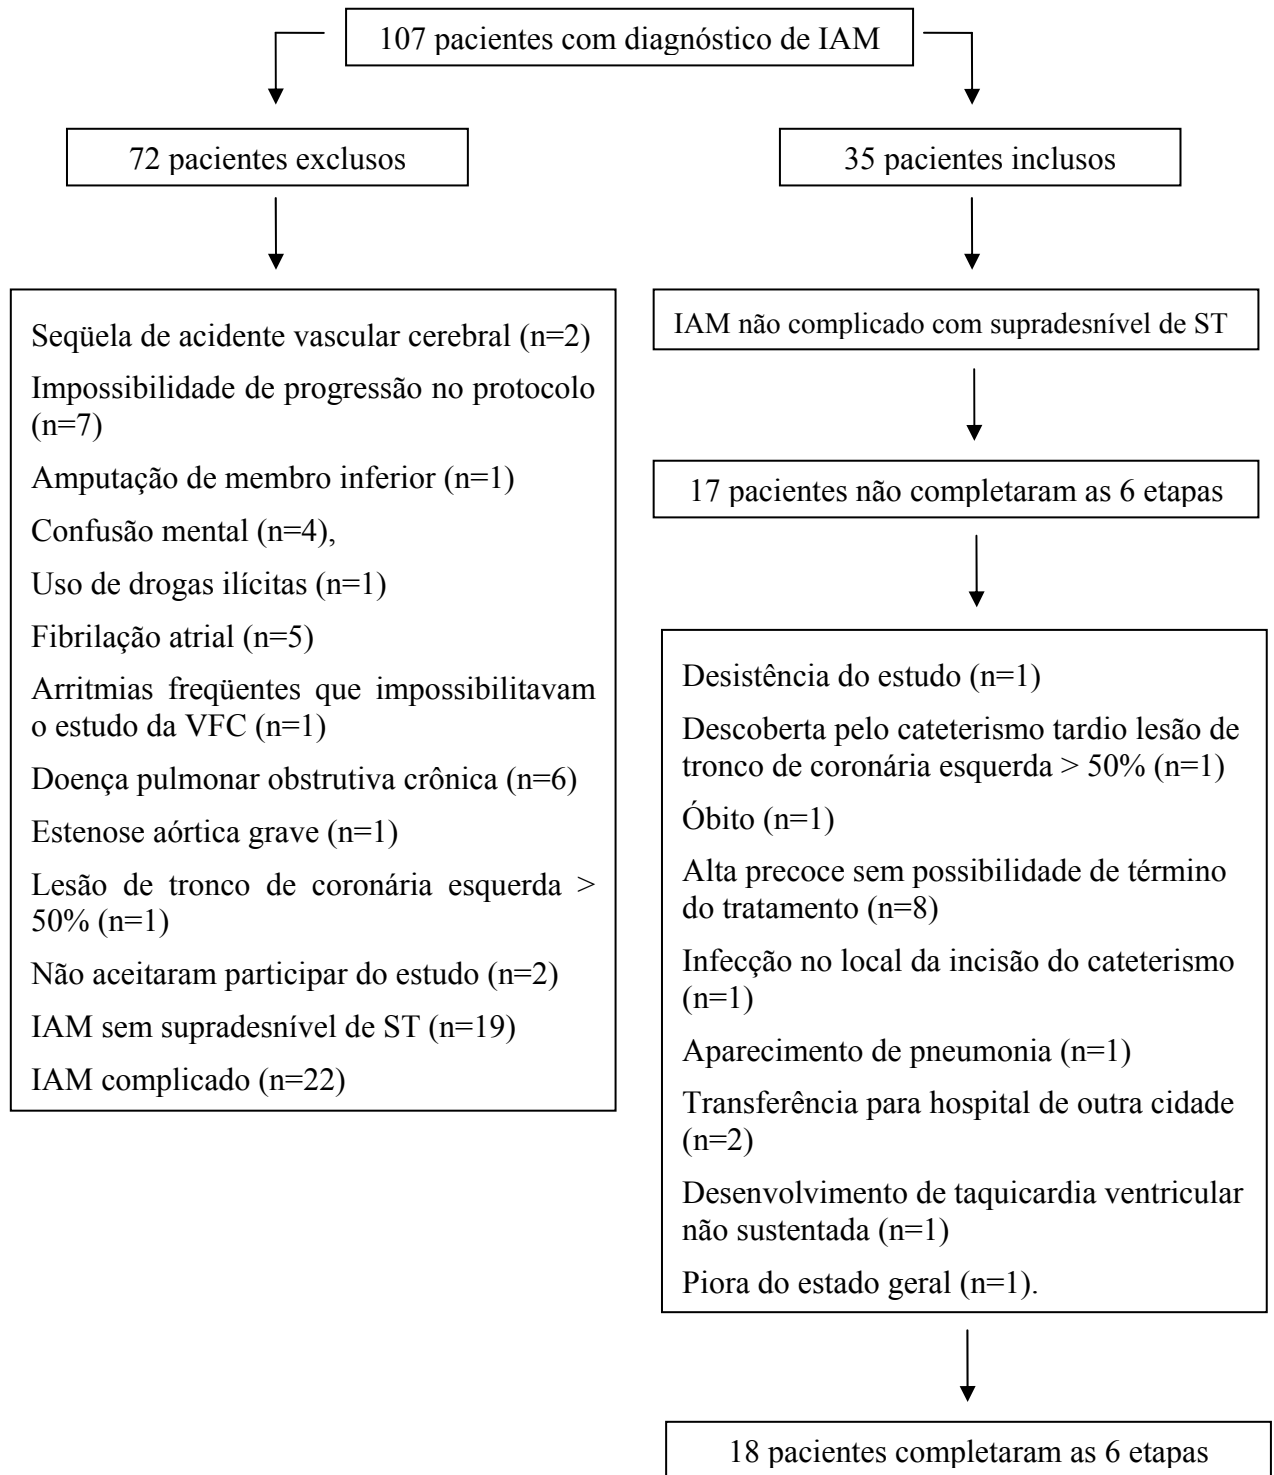 107 pacientes com diagnóstico de IAM
72 pacientes exclusos
35 pacientes inclusos
Seqüela de acidente vascular cerebral (n=2)
Impossibilidade de progressão no protocolo
(n=7)
Amputação de membro inferior (n=1)
Confusão mental (n=4),
Uso de drogas ilícitas (n=1)
Fibrilação atrial (n=5)
Arritmias freqüentes que impossibilitavam
o estudo da VFC (n=1)
Doença pulmonar obstrutiva crônica (n=6)
Estenose aórtica grave (n=1)
Lesão de tronco de coronária esquerda >
50% (n=1)
Não aceitaram participar do estudo (n=2)
IAM sem supradesnível de ST (n=19)
IAM complicado (n=22)
IAM não complicado com supradesnível de ST
17 pacientes não completaram as 6 etapas
Desistência do estudo (n=1)
Descoberta pelo cateterismo tardio lesão de
tronco de coronária esquerda > 50% (n=1)
Óbito (n=1)
Alta precoce sem possibilidade de término
do tratamento (n=8)
Infecção no local da incisão do cateterismo
(n=1)
Aparecimento de pneumonia (n=1)
Transferência para hospital de outra cidade
(n=2)
Desenvolvimento de taquicardia ventricular
não sustentada (n=1)
Piora do estado geral (n=1).
18 pacientes completaram as 6 etapas